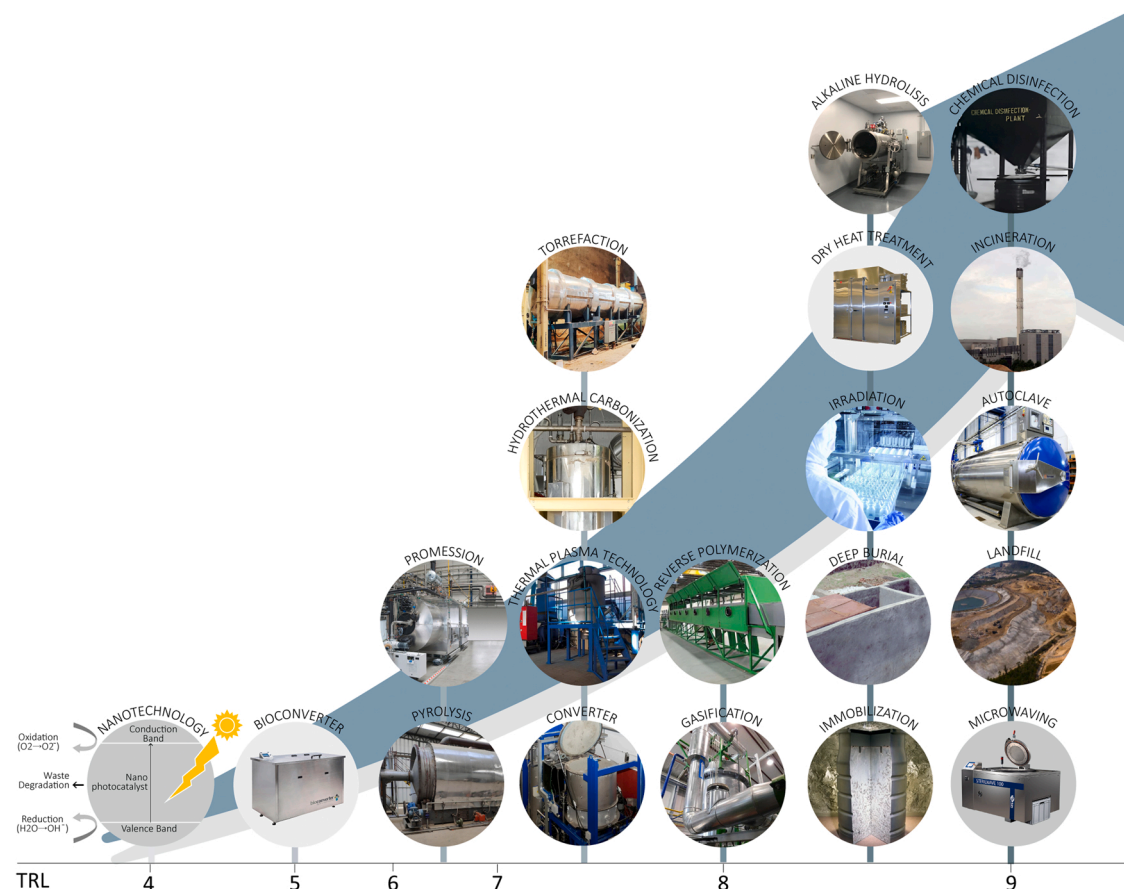 ALKALINE HYDROLISIS
CHEMICAL DISINFECTION
CHEMICAL DISINFECTION
PLANT
TORREFACTION
DRY HEAT TREATMENT
INCINERATION
HYDROTHERMAL CARBONIZATION
IRRADIATION
AUTOCLAVE
PROMESSION
THERMAL PLASMA TECHNOLOGY
REVERSE POLYMERIZATION
DEEP BURIAL
LANDFILL
NANOTECHNOLOGY
BIOCONVERTER
PYROLYSIS
CONVERTER
GASIFICATION
IMMOBILIZATION
MICROWAVING
Oxidation
(O2→O2⁻)
Conduction
Band
Waste
Degradation
Nano
photocatalyst
Reduction
(H2O→OH⁻)
Valence Band
TRL
4
5
6
7
8
9